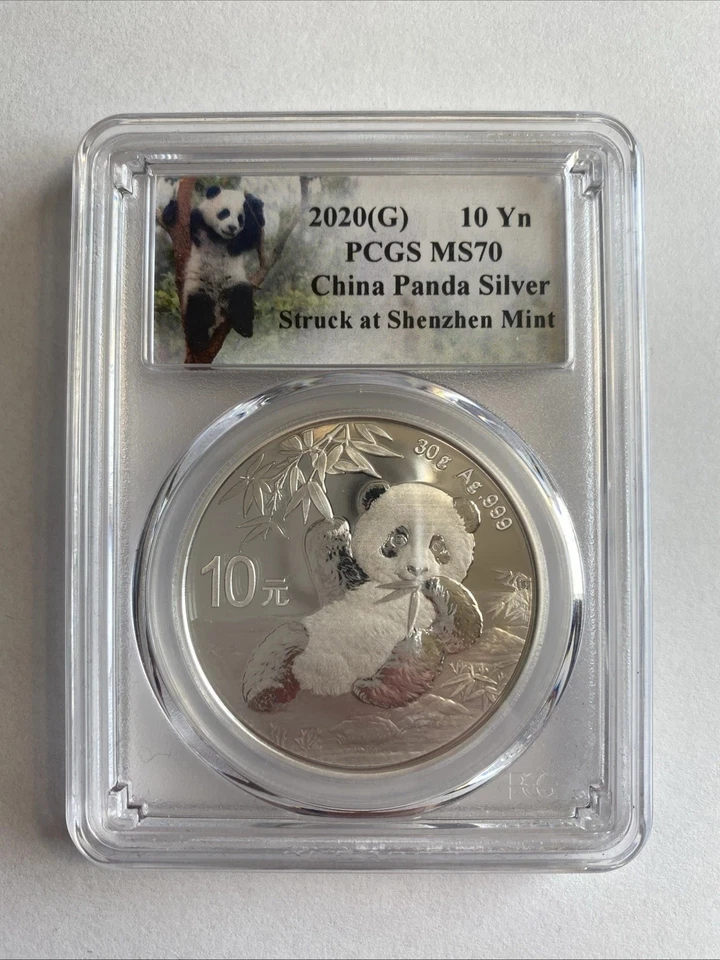 2020(G) 10 Yn
PCGS MS70
China Panda Silver
Struck at Shenzhen Mint
30g Ag.999
10元